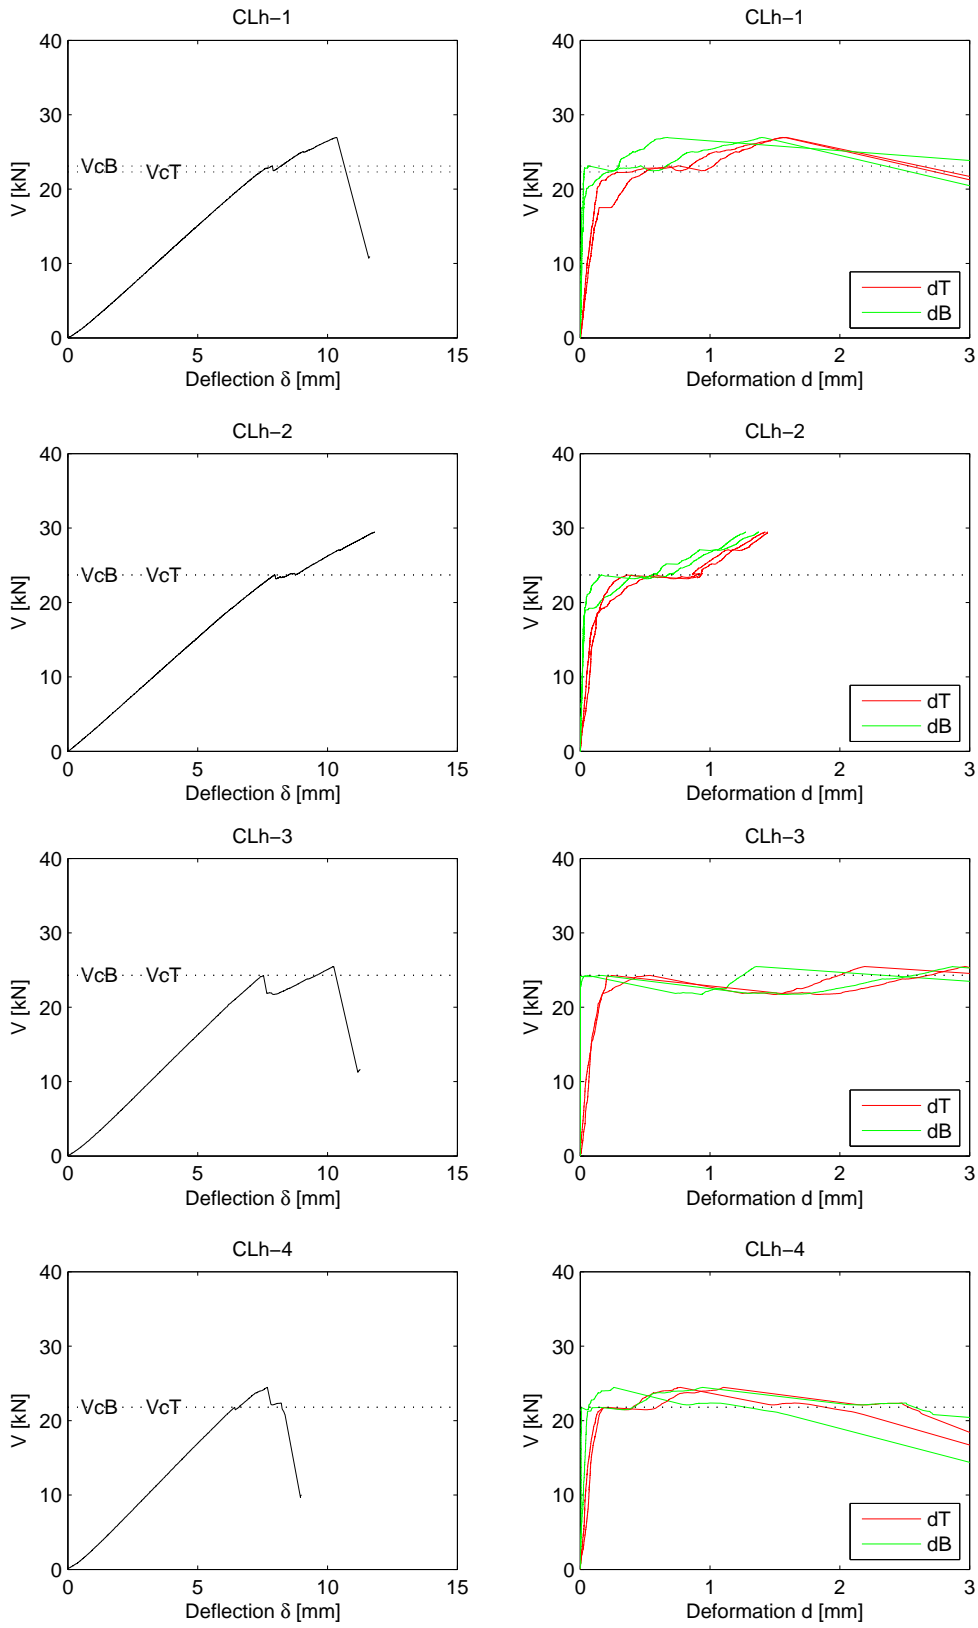 CLh−1
40
30
20
10
0
V [kN]
VcB
VcT
0 5 10 15
Deflection δ [mm]
CLh−1
40
30
20
10
0
V [kN]
dT
dB
0 1 2 3
Deformation d [mm]
CLh−2
40
30
20
10
0
V [kN]
VcB VcT
0 5 10 15
Deflection δ [mm]
CLh−2
40
30
20
10
0
V [kN]
dT
dB
0 1 2 3
Deformation d [mm]
CLh−3
40
30
20
10
0
V [kN]
VcB VcT
0 5 10 15
Deflection δ [mm]
CLh−3
40
30
20
10
0
V [kN]
dT
dB
0 1 2 3
Deformation d [mm]
CLh−4
40
30
20
10
0
V [kN]
VcB VcT
0 5 10 15
Deflection δ [mm]
CLh−4
40
30
20
10
0
V [kN]
dT
dB
0 1 2 3
Deformation d [mm]